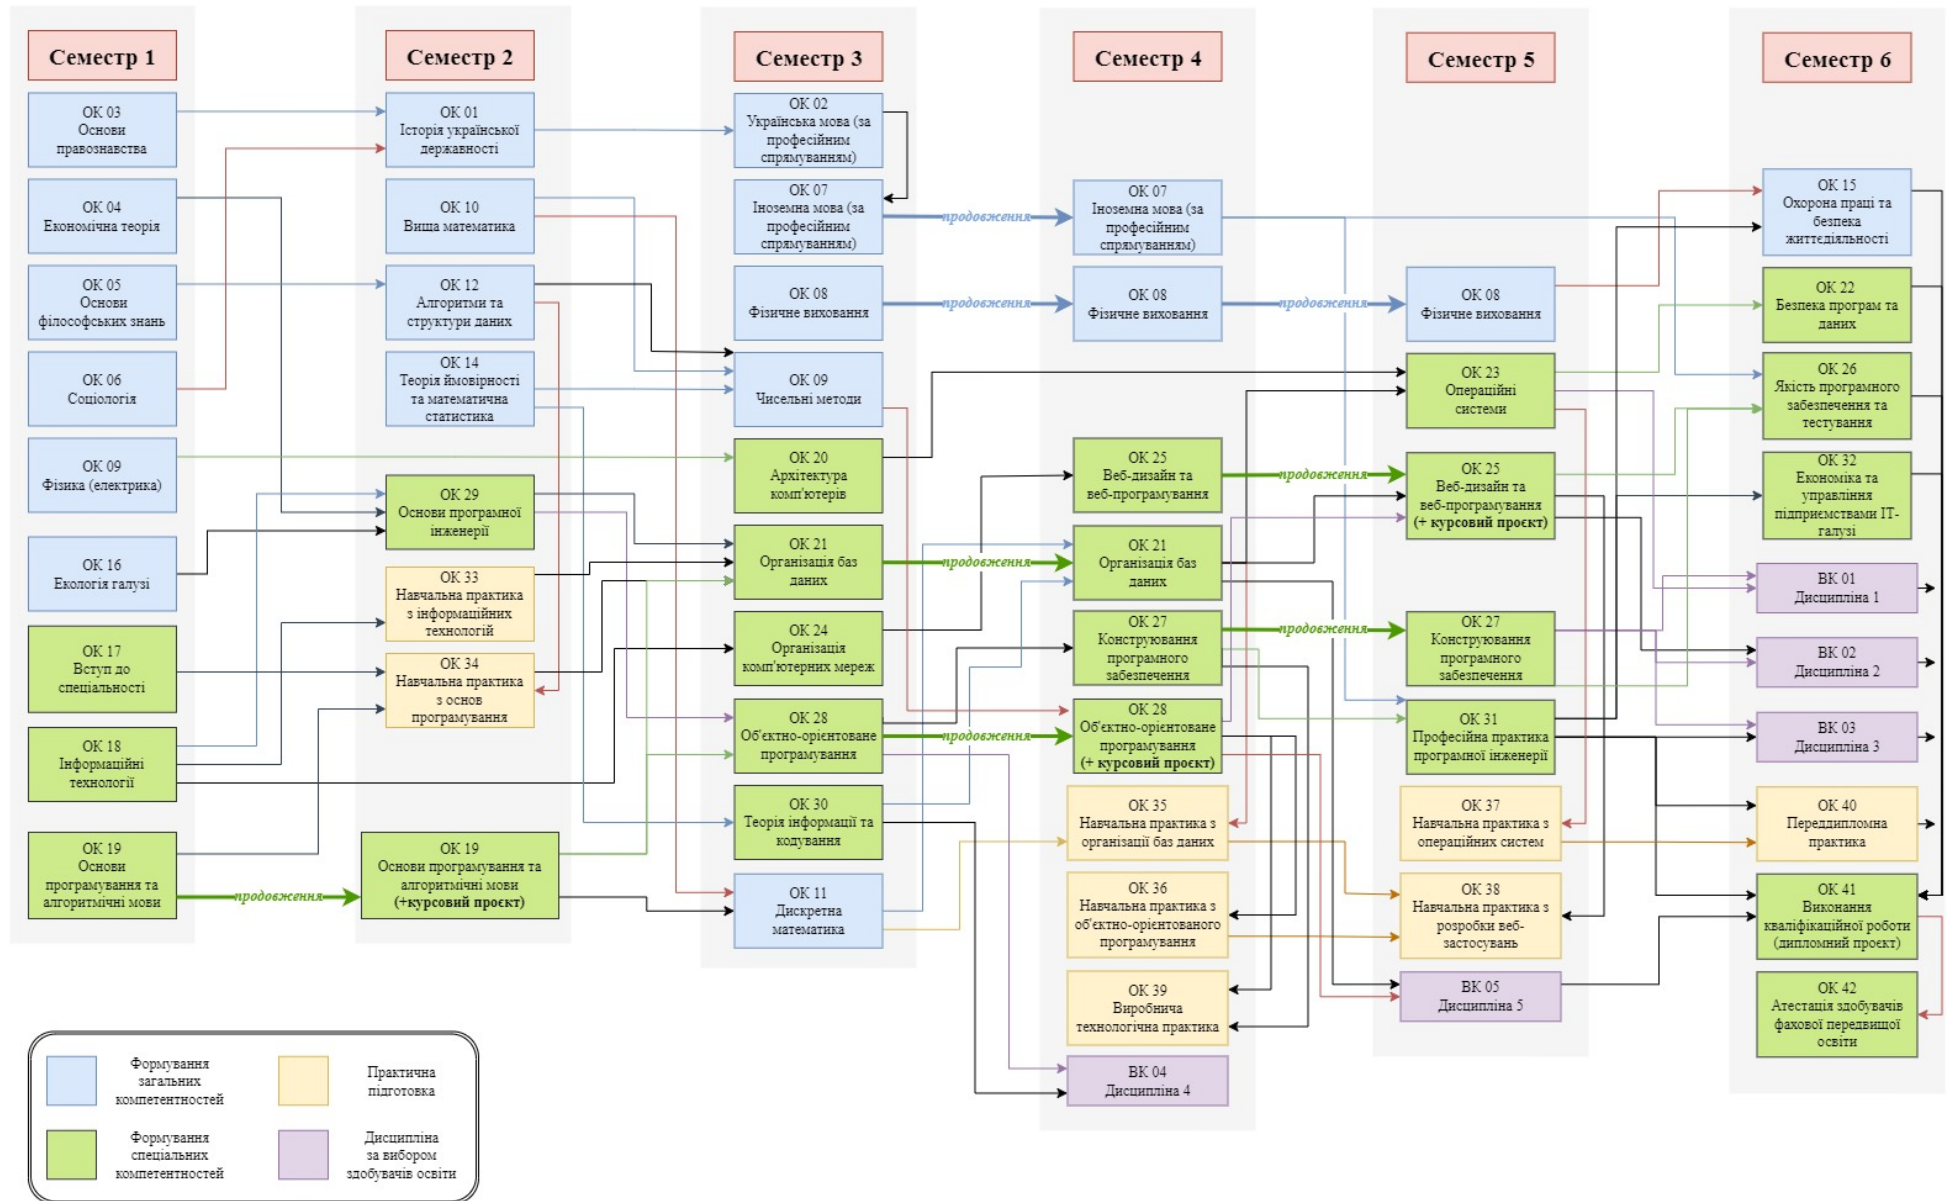 Семестр 1
ОК 03
Основи
правознавства
ОК 04
Економічна теорія
ОК 05
Основи
філософських знань
ОК 06
Соціологія
ОК 09
Фізика (електрика)
ОК 16
Екологія галузі
ОК 17
Вступ до
спеціальності
ОК 18
Інформаційні
технології
ОК 19
Основи
програмування та
алгоритмічні мови
продовження
Семестр 2
ОК 01
Історія української
державності
ОК 10
Вища математика
ОК 12
Алгоритми та
структури даних
ОК 14
Теорія ймовірності
та математична
статистика
ОК 29
Основи програмної
інженерії
ОК 33
Навчальна практика
з інформаційних
технологій
ОК 34
Навчальна практика
з основ
програмування
ОК 19
Основи програмування та
алгоритмічні мови
(+курсовий проєкт)
Семестр 3
ОК 02
Українська мова (за
професійним
спрямуванням)
ОК 07
Іноземна мова (за
професійним
спрямуванням)
продовження
ОК 08
Фізичне виховання
продовження
ОК 09
Чисельні методи
ОК 20
Архітектура
комп'ютерів
ОК 21
Організація баз
даних
продовження
ОК 24
Організація
комп'ютерних мереж
ОК 28
Об'єктно-орієнтоване
програмування
продовження
ОК 30
Теорія інформації та
кодування
ОК 11
Дискретна
математика
Семестр 4
ОК 07
Іноземна мова (за
професійним
спрямуванням)
ОК 08
Фізичне виховання
продовження
ОК 25
Веб-дизайн та
веб-програмування
продовження
ОК 21
Організація баз
даних
ОК 27
Конструювання
програмного
забезпечення
продовження
ОК 28
Об'єктно-орієнтоване
програмування
(+ курсовий проєкт)
ОК 35
Навчальна практика з
організації баз даних
ОК 36
Навчальна практика з
об'єктно-орієнтованого
програмування
ОК 39
Виробнича
технологічна практика
ВК 04
Дисципліна 4
Семестр 5
ОК 08
Фізичне виховання
ОК 23
Операційні
системи
ОК 25
Веб-дизайн та
веб-програмування
(+ курсовий проєкт)
ОК 27
Конструювання
програмного
забезпечення
ОК 31
Професійна практика
програмної інженерії
ОК 37
Навчальна практика з
операційних систем
ОК 38
Навчальна практика з
розробки веб-
застосувань
ВК 05
Дисципліна 5
Семестр 6
ОК 15
Охорона праці та
безпека
життєдіяльності
ОК 22
Безпека програм та
даних
ОК 26
Якість програмного
забезпечення та
тестування
ОК 32
Економіка та
управління
підприємствами ІТ-
галузі
ВК 01
Дисципліна 1
ВК 02
Дисципліна 2
ВК 03
Дисципліна 3
ОК 40
Переддипломна
практика
ОК 41
Виконання
кваліфікаційної роботи
(дипломний проєкт)
ОК 42
Атестація здобувачів
фахової передвищої
освіти
Формування
загальних
компетентностей
Практична
підготовка
Формування
спеціальних
компетентностей
Дисципліна
за вибором
здобувачів освіти